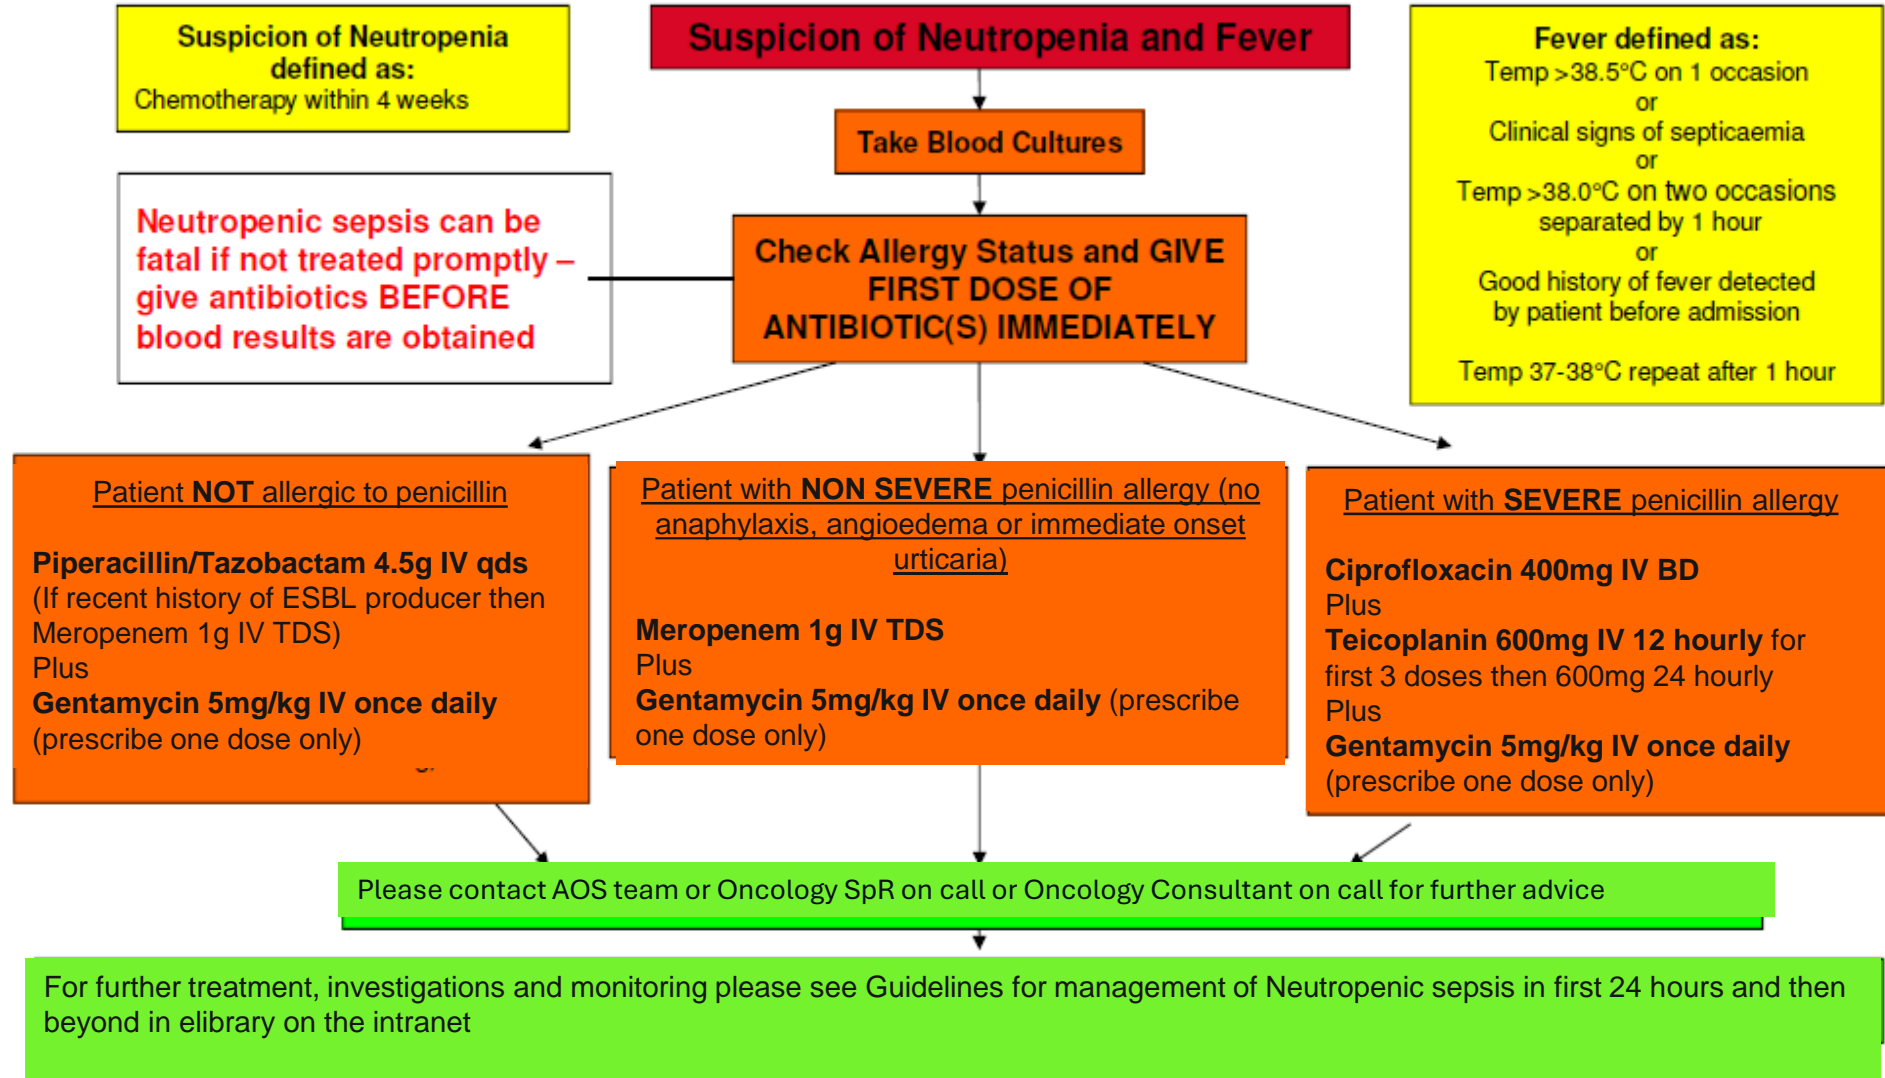 Suspicion of Neutropenia
defined as:
Chemotherapy within 4 weeks
Suspicion of Neutropenia and Fever
Fever defined as:
Temp >38.5°C on 1 occasion
or
Clinical signs of septicaemia
or
Temp >38.0°C on two occasions
separated by 1 hour
or
Good history of fever detected
by patient before admission
Temp 37-38°C repeat after 1 hour
Take Blood Cultures
Neutropenic sepsis can be
fatal if not treated promptly –
give antibiotics BEFORE
blood results are obtained
Check Allergy Status and GIVE
FIRST DOSE OF
ANTIBIOTIC(S) IMMEDIATELY
Patient NOT allergic to penicillin
Piperacillin/Tazobactam 4.5g IV qds
(If recent history of ESBL producer then
Meropenem 1g IV TDS)
Plus
Gentamycin 5mg/kg IV once daily
(prescribe one dose only)
Patient with NON SEVERE penicillin allergy (no
anaphylaxis, angioedema or immediate onset
urticaria)
Meropenem 1g IV TDS
Plus
Gentamycin 5mg/kg IV once daily (prescribe
one dose only)
Patient with SEVERE penicillin allergy
Ciprofloxacin 400mg IV BD
Plus
Teicoplanin 600mg IV 12 hourly for
first 3 doses then 600mg 24 hourly
Plus
Gentamycin 5mg/kg IV once daily
(prescribe one dose only)
Please contact AOS team or Oncology SpR on call or Oncology Consultant on call for further advice
For further treatment, investigations and monitoring please see Guidelines for management of Neutropenic sepsis in first 24 hours and then
beyond in elibrary on the intranet